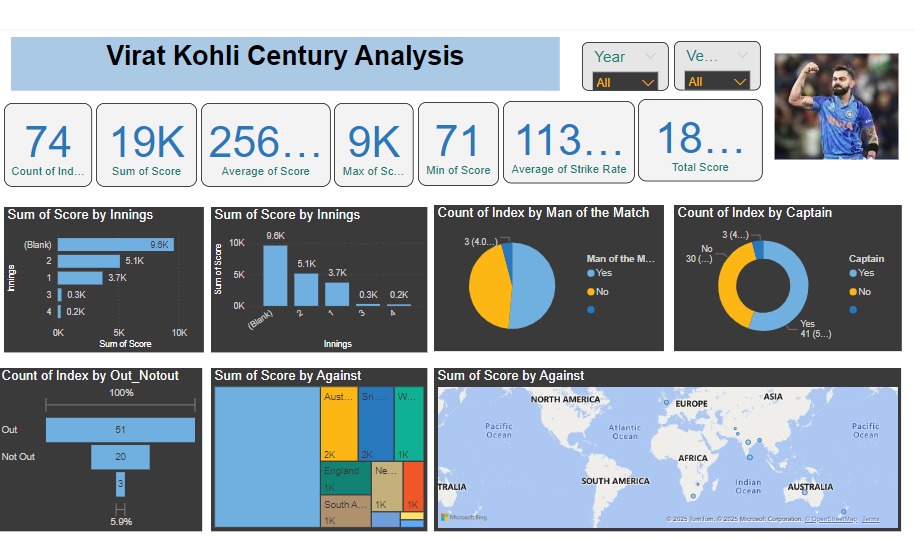 Virat Kohli Century Analysis
Year
All
Ve...
All
74
Count of Ind...
19K
Sum of Score
256...
Average of Score
9K
Max of Sc...
71
Min of Score
113...
Average of Strike Rate
18...
Total Score
Sum of Score by Innings
Innings
(Blank) 9.6K
2 5.1K
1 3.7K
3 0.3K
4 0.2K
0K 5K 10K
Sum of Score
Sum of Score by Innings
Sum of Score
10K
5K
0K
9.6K
5.1K
3.7K
0.3K
0.2K
(Blank) 2 1 3 4
Innings
Count of Index by Man of the Match
3 (4.0...)
Man of the M...
Yes
No
Count of Index by Captain
3 (4...)
No
30 (...)
Yes
41 (5...)
Captain
Yes
No
Count of Index by Out_Notout
100%
Out 51
Not Out 20
3
5.9%
Sum of Score by Against
Aust...
2K
Sri ...
2K
W...
1K
England
1K
Ne...
1K
1K
South A...
1K
Sum of Score by Against
NORTH AMERICA
EUROPE
ASIA
Pacific
Ocean
Atlantic
Ocean
Pacific
Ocean
AFRICA
SOUTH AMERICA
Indian
Ocean
TRALIA
AUSTRALIA
Microsoft Bing
© 2025 TomTom, © 2025 Microsoft Corporation, © OpenStreetMap Terms